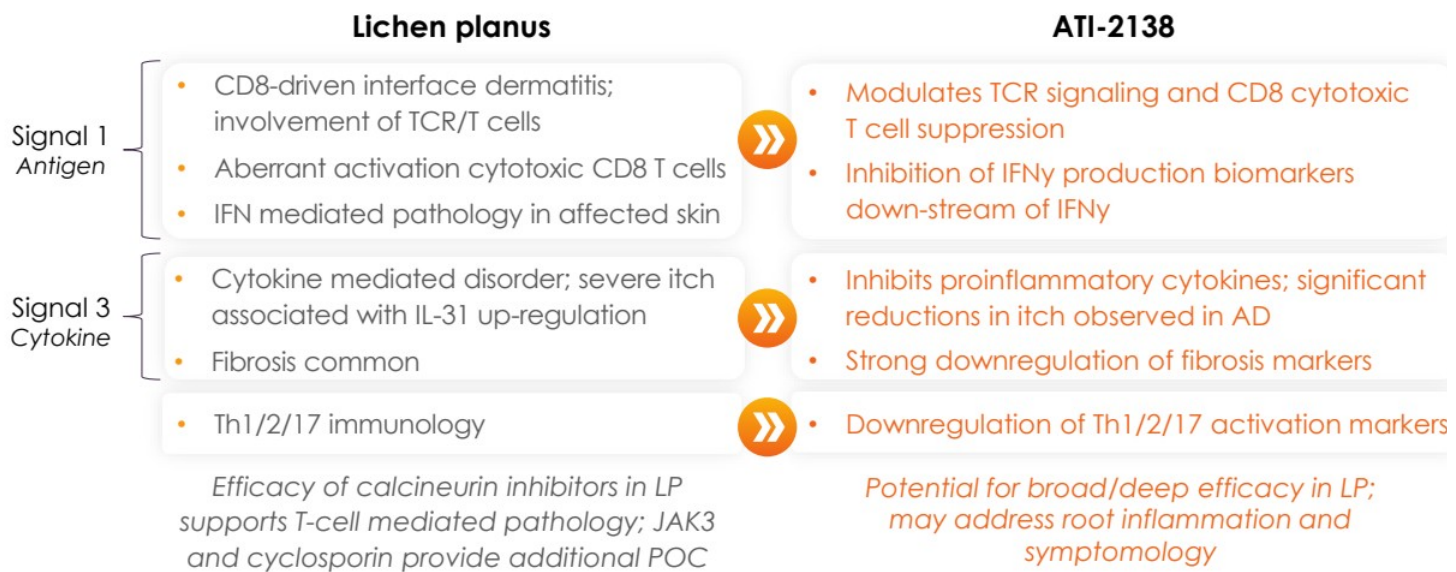 Lichen planus
ATI-2138
Signal 1
Antigen
• CD8-driven interface dermatitis;
involvement of TCR/T cells
• Aberrant activation cytotoxic CD8 T cells
• IFN mediated pathology in affected skin
• Modulates TCR signaling and CD8 cytotoxic
T cell suppression
• Inhibition of IFNy production biomarkers
down-stream of IFNy
Signal 3
Cytokine
• Cytokine mediated disorder; severe itch
associated with IL-31 up-regulation
• Fibrosis common
• Inhibits proinflammatory cytokines; significant
reductions in itch observed in AD
• Strong downregulation of fibrosis markers
• Th1/2/17 immunology
• Downregulation of Th1/2/17 activation markers
Efficacy of calcineurin inhibitors in LP
supports T-cell mediated pathology; JAK3
and cyclosporin provide additional POC
Potential for broad/deep efficacy in LP;
may address root inflammation and
symptomology